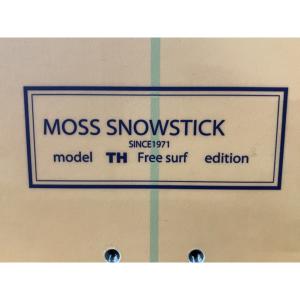 MOSS SNOWSTICK
SINCE1971
model TH Free surf edition